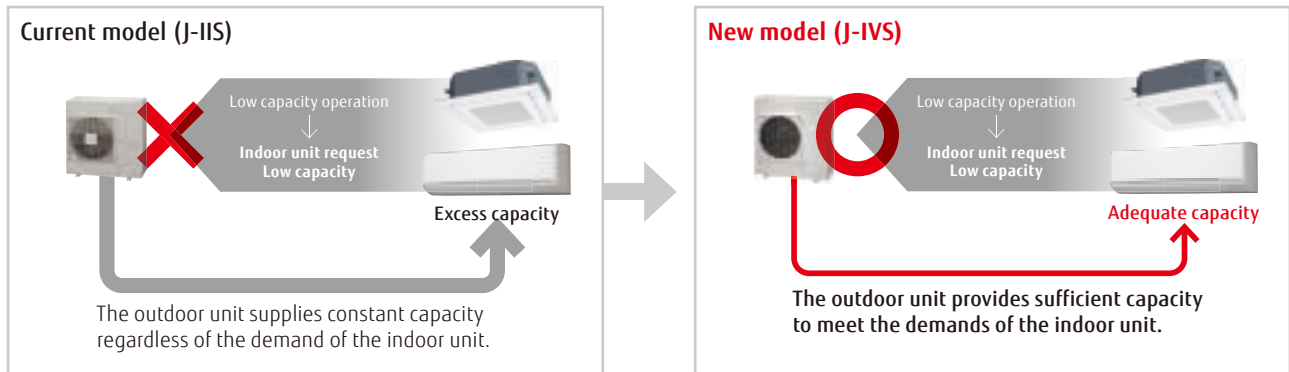 Current model (J-IIS)
Low capacity operation
Indoor unit request
Low capacity
Excess capacity
The outdoor unit supplies constant capacity
regardless of the demand of the indoor unit.
New model (J-IVS)
Low capacity operation
Indoor unit request
Low capacity
Adequate capacity
The outdoor unit provides sufficient capacity
to meet the demands of the indoor unit.